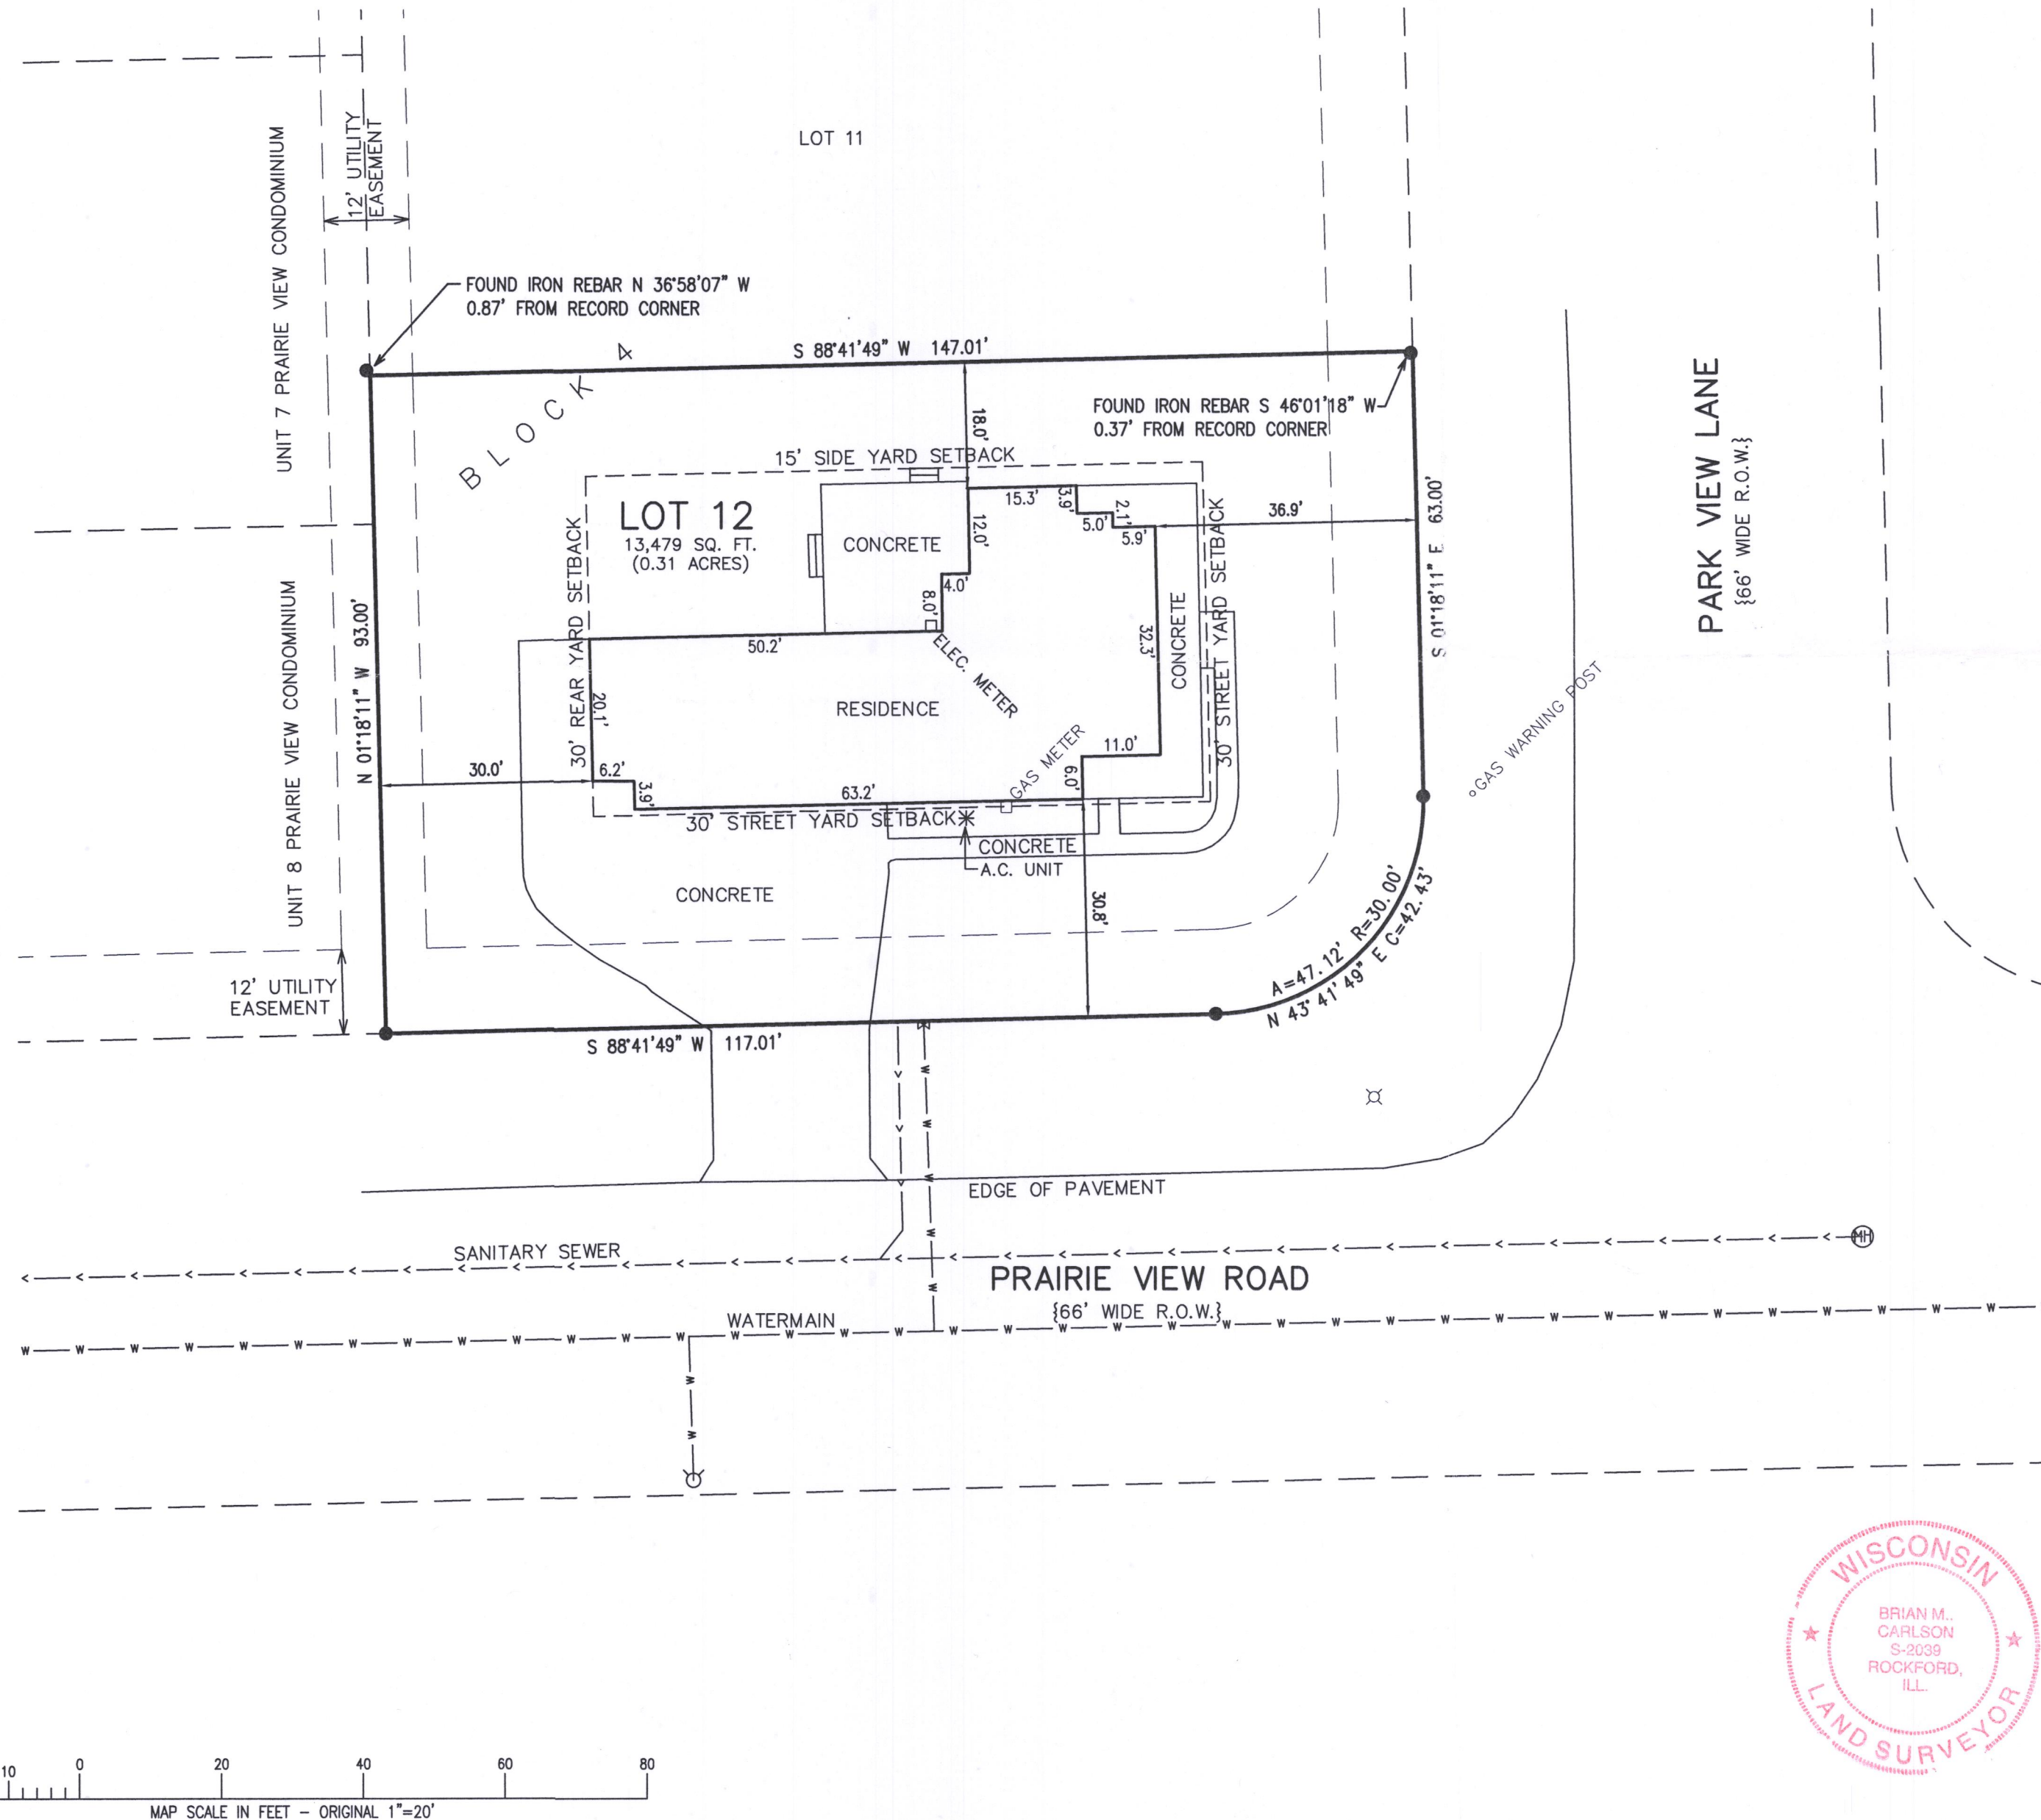 LOT 11
12' UTILITY
EASEMENT
UNIT 7 PRAIRIE VIEW CONDOMINIUM
FOUND IRON REBAR N 36°58'07" W
0.87' FROM RECORD CORNER
BLOCK 4
S 88°41'49" W 147.01'
FOUND IRON REBAR S 46°01'18" W
0.37' FROM RECORD CORNER
PARK VIEW LANE
{66' WIDE R.O.W.}
18.0'
15' SIDE YARD SETBACK
LOT 12
13,479 SQ. FT.
(0.31 ACRES)
CONCRETE
15.3'
3.9'
5.0'
2.1'
5.9'
36.9'
12.0'
4.0'
8.0'
S 01°18'11" E 63.00'
30' REAR YARD SETBACK
30' STREET YARD SETBACK
CONCRETE
32.3'
UNIT 8 PRAIRIE VIEW CONDOMINIUM
N 01°18'11" W 93.00'
50.2'
ELEC. METER
RESIDENCE
20.1'
GAS METER
11.0'
6.0'
GAS WARNING POST
30.0'
6.2'
3.9'
63.2'
30' STREET YARD SETBACK
CONCRETE
A.C. UNIT
CONCRETE
30.8'
A=47.12' R=30.00'
N 43°41'49" E C=42.43'
12' UTILITY
EASEMENT
S 88°41'49" W 117.01'
EDGE OF PAVEMENT
SANITARY SEWER
MH
PRAIRIE VIEW ROAD
{66' WIDE R.O.W.}
WATERMAIN
W W W W W W W W W W W W W W W W W W W W W W W W W W W W W W W W W W W W W W W W W W W W W
WISCONSIN
BRIAN M.
CARLSON
S-2039
ROCKFORD,
ILL.
LAND SURVEYOR
10 0 20 40 60 80
MAP SCALE IN FEET - ORIGINAL 1"=20'